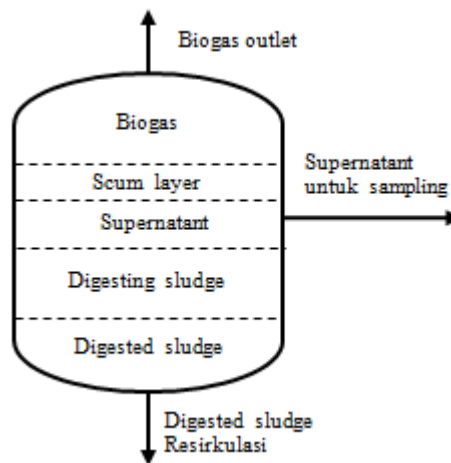 Biogas outlet
Biogas
Scum layer
Supernatant
untuk sampling
Supernatant
Digesting sludge
Digested sludge
Digested sludge
Resirkulasi